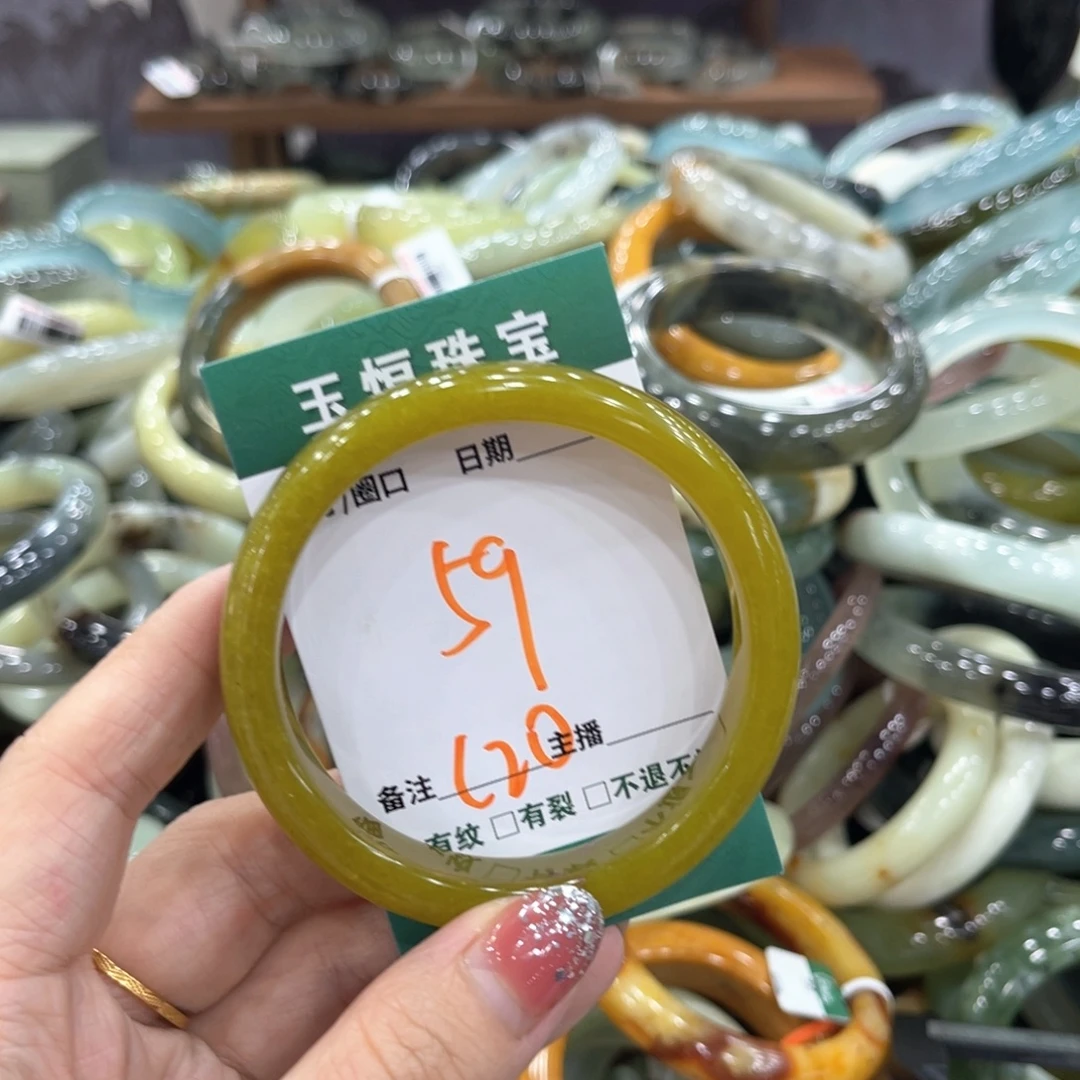 玉恒珠宝
/圈口 日期
59
120
备注 主播
有纹 □有裂 □不退不